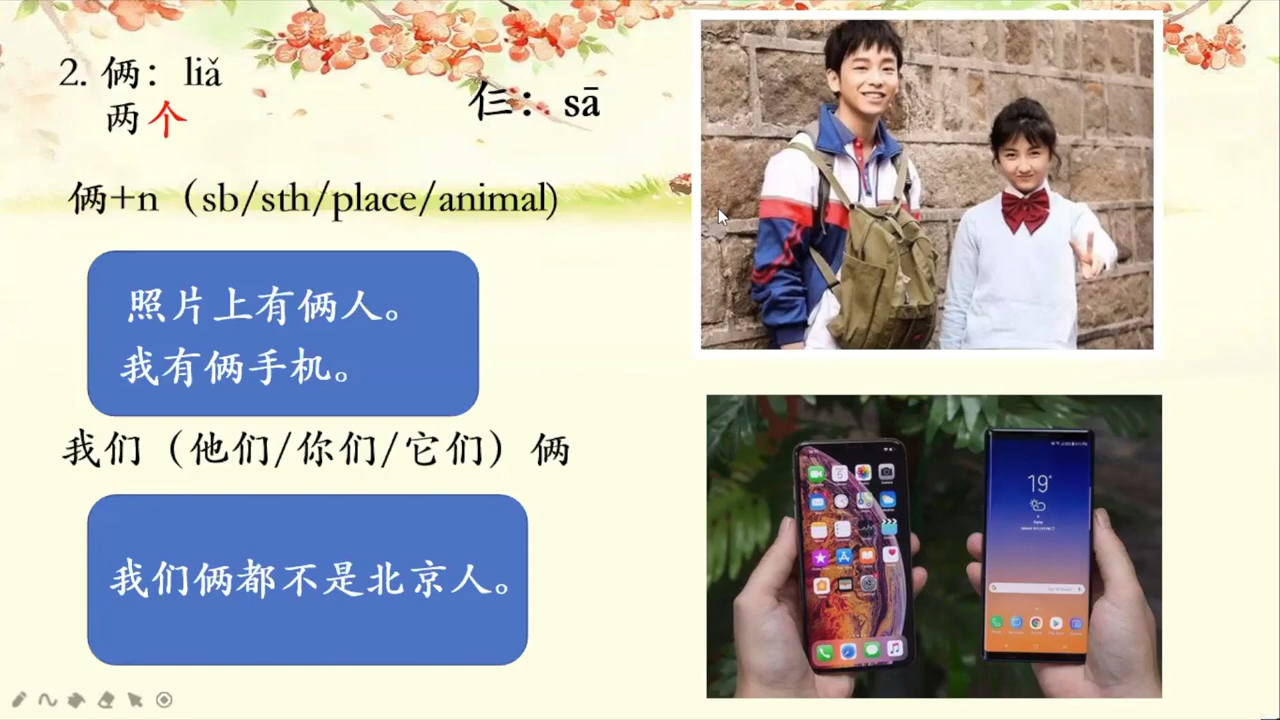 2. 俩：liǎ
两个
仨：sā
俩+n（sb/sth/place/animal)
照片上有俩人。
我有俩手机。
我们（他们/你们/它们）俩
我们俩都不是北京人。
19°